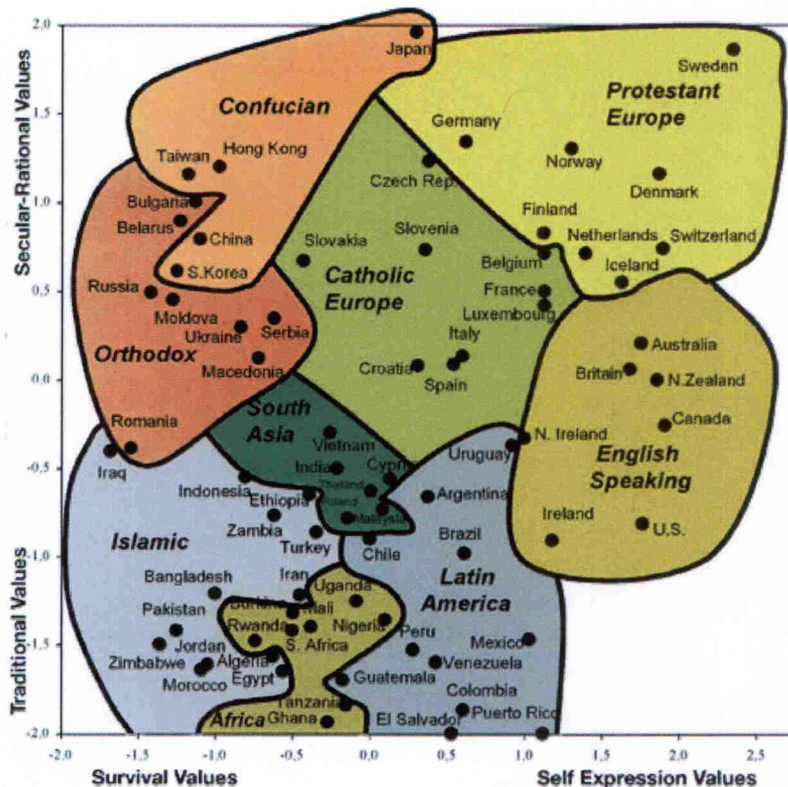 2,0
Japan
Sweden
Secular-Rational Values
Confucian
Protestant
Europe
1,5
Germany
Hong Kong
Taiwan
Norway
Czech Rep.
Denmark
1,0
Bulgaria
Belarus
Finland
China
Slovakia
Slovenia
Netherlands
Switzerland
Belgium
S.Korea
Catholic
Europe
Iceland
0,5
Russia
France
Moldova
Luxembourg
Ukraine
Serbia
Italy
Australia
Orthodox
Macedonia
Croatia
Spain
Britain
N.Zealand
0,0
South
Asia
Canada
Romania
Vietnam
N. Ireland
English
Speaking
Iraq
India
Uruguay
-0,5
Indonesia
Thailand
Ethiopia
Poland
Argentina
Malaysia
Zambia
Ireland
U.S.
Islamic
Turkey
Chile
Brazil
-1,0
Latin
America
Bangladesh
Iran
Uganda
Traditional Values
Pakistan
Mali
Rwanda
Nigeria
-1,5
Jordan
S. Africa
Peru
Mexico
Zimbabwe
Algeria
Venezuela
Morocco
Egypt
Guatemala
Colombia
Tanzania
Africa
Ghana
El Salvador
Puerto Rico
-2,0
-2,0 -1,5 -1,0 -0,5 0,0 0,5 1,0 1,5 2,0 2,5
Survival Values
Self Expression Values